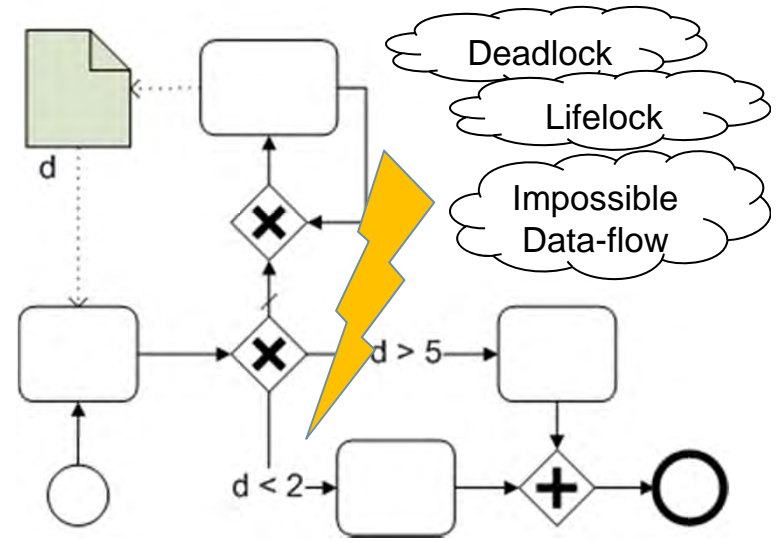 Deadlock
Lifelock
Impossible
Data-flow
d
d > 5
d < 2